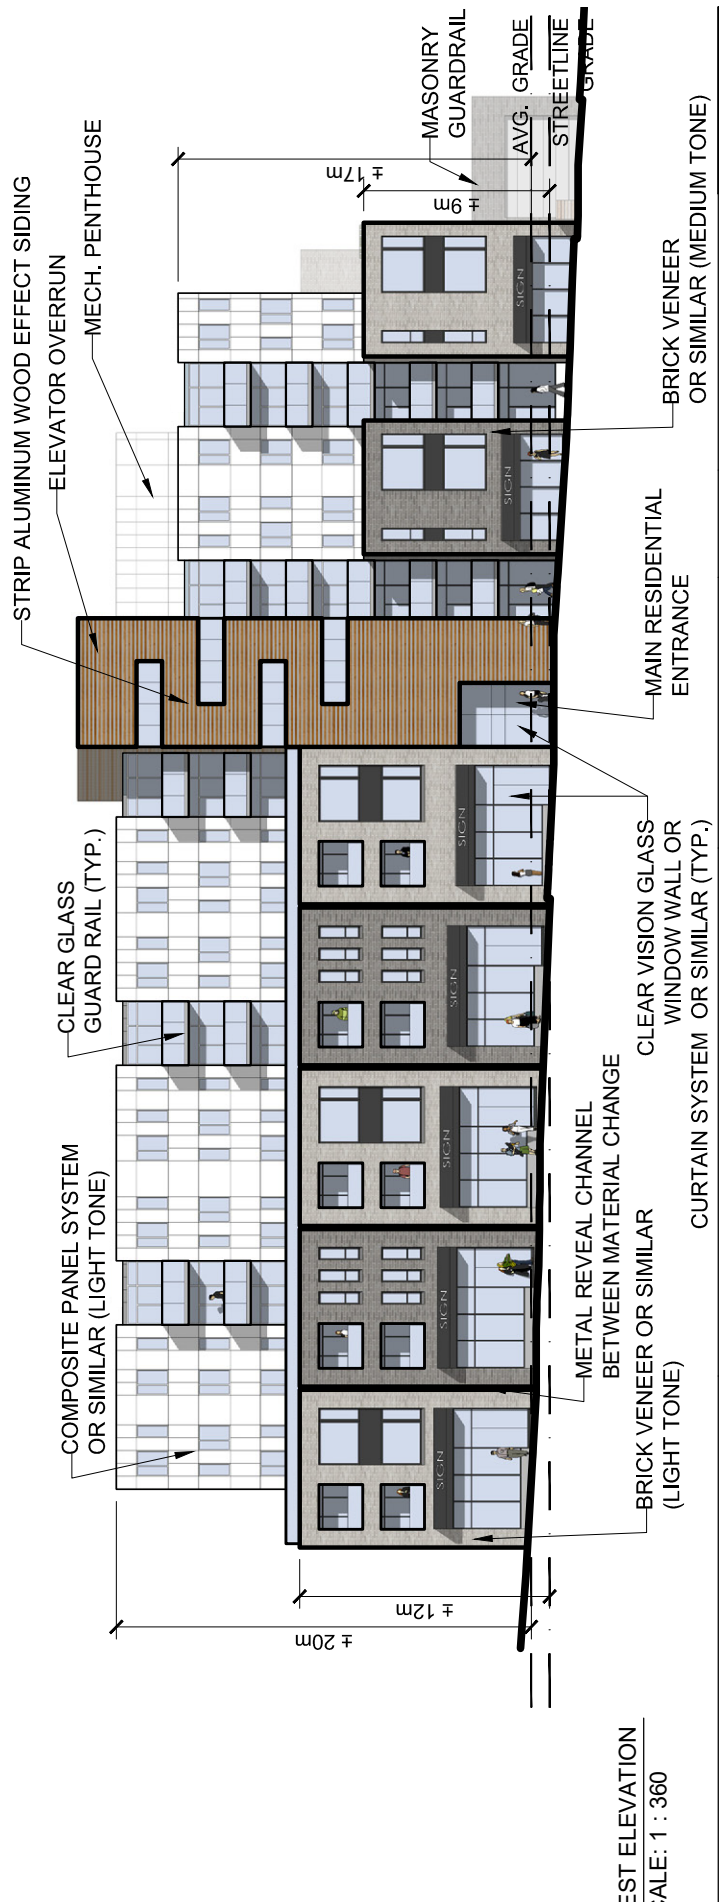 STRIP ALUMINUM WOOD EFFECT SIDING
ELEVATOR OVERRUN
MECH. PENTHOUSE
MASONRY
GUARDRAIL
AVG. GRADE
STREETLINE
GRADE
COMPOSITE PANEL SYSTEM
OR SIMILAR (LIGHT TONE)
CLEAR GLASS
GUARD RAIL (TYP.)
± 20m
± 12m
± 17m
± 9m
SIGN
SIGN
SIGN
SIGN
SIGN
SIGN
SIGN
BRICK VENEER OR SIMILAR
(LIGHT TONE)
METAL REVEAL CHANNEL
BETWEEN MATERIAL CHANGE
CLEAR VISION GLASS
WINDOW WALL OR
CURTAIN SYSTEM OR SIMILAR (TYP.)
MAIN RESIDENTIAL
ENTRANCE
BRICK VENEER
OR SIMILAR (MEDIUM TONE)
EST ELEVATION
CALE: 1 : 360